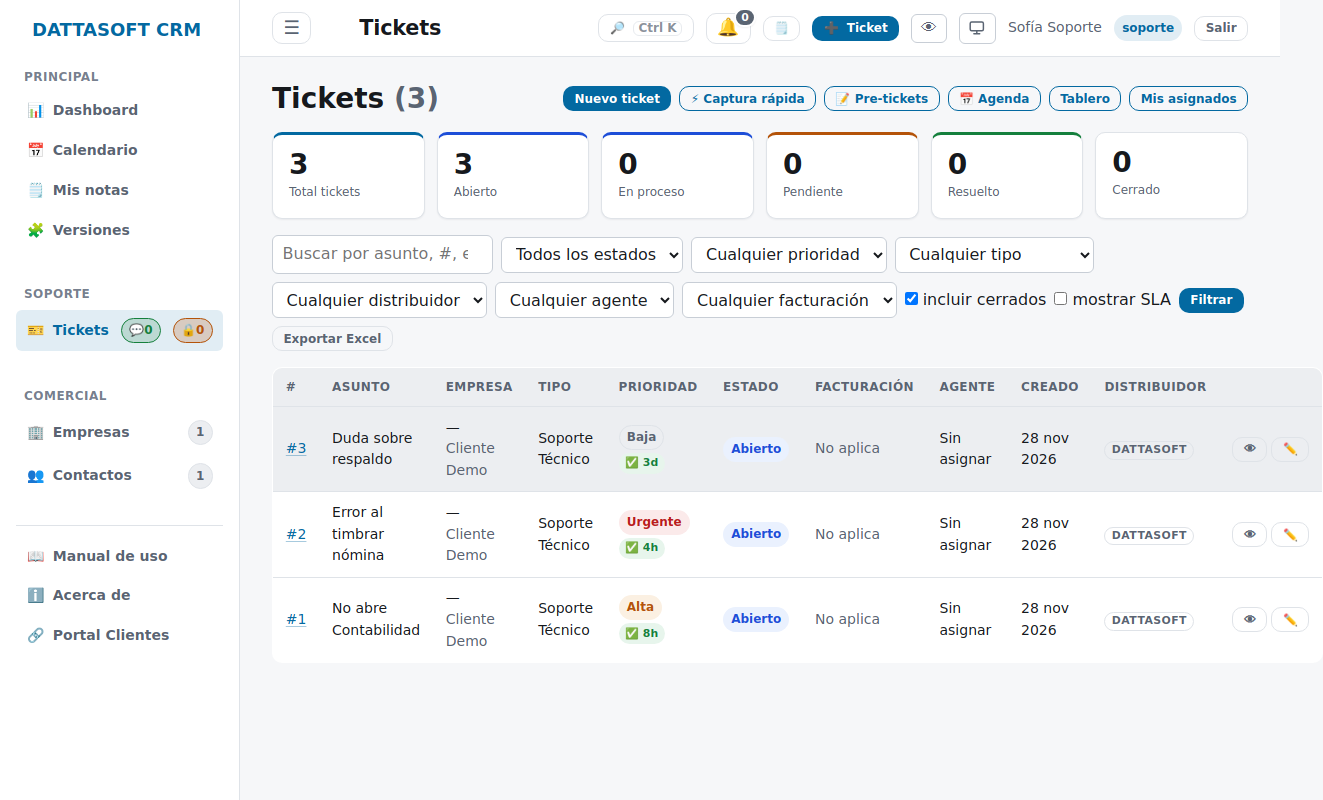 DATTASOFT CRM
PRINCIPAL
Dashboard
Calendario
Mis notas
Versiones
SOPORTE
Tickets 0 0
COMERCIAL
Empresas 1
Contactos 1
Manual de uso
Acerca de
Portal Clientes
Tickets
Ctrl K
0
Ticket
Sofía Soporte
soporte
Salir
Tickets (3)
Nuevo ticket
Captura rápida
Pre-tickets
Agenda
Tablero
Mis asignados
3
Total tickets
3
Abierto
0
En proceso
0
Pendiente
0
Resuelto
0
Cerrado
Buscar por asunto, #, e
Todos los estados
Cualquier prioridad
Cualquier tipo
Cualquier distribuidor
Cualquier agente
Cualquier facturación
incluir cerrados
mostrar SLA
Filtrar
Exportar Excel
# ASUNTO EMPRESA TIPO PRIORIDAD ESTADO FACTURACIÓN AGENTE CREADO DISTRIBUIDOR
#3
Duda sobre
respaldo
—
Cliente
Demo
Soporte
Técnico
Baja
3d
Abierto
No aplica
Sin
asignar
28 nov
2026
DATTASOFT
#2
Error al
timbrar
nómina
—
Cliente
Demo
Soporte
Técnico
Urgente
4h
Abierto
No aplica
Sin
asignar
28 nov
2026
DATTASOFT
#1
No abre
Contabilidad
—
Cliente
Demo
Soporte
Técnico
Alta
8h
Abierto
No aplica
Sin
asignar
28 nov
2026
DATTASOFT